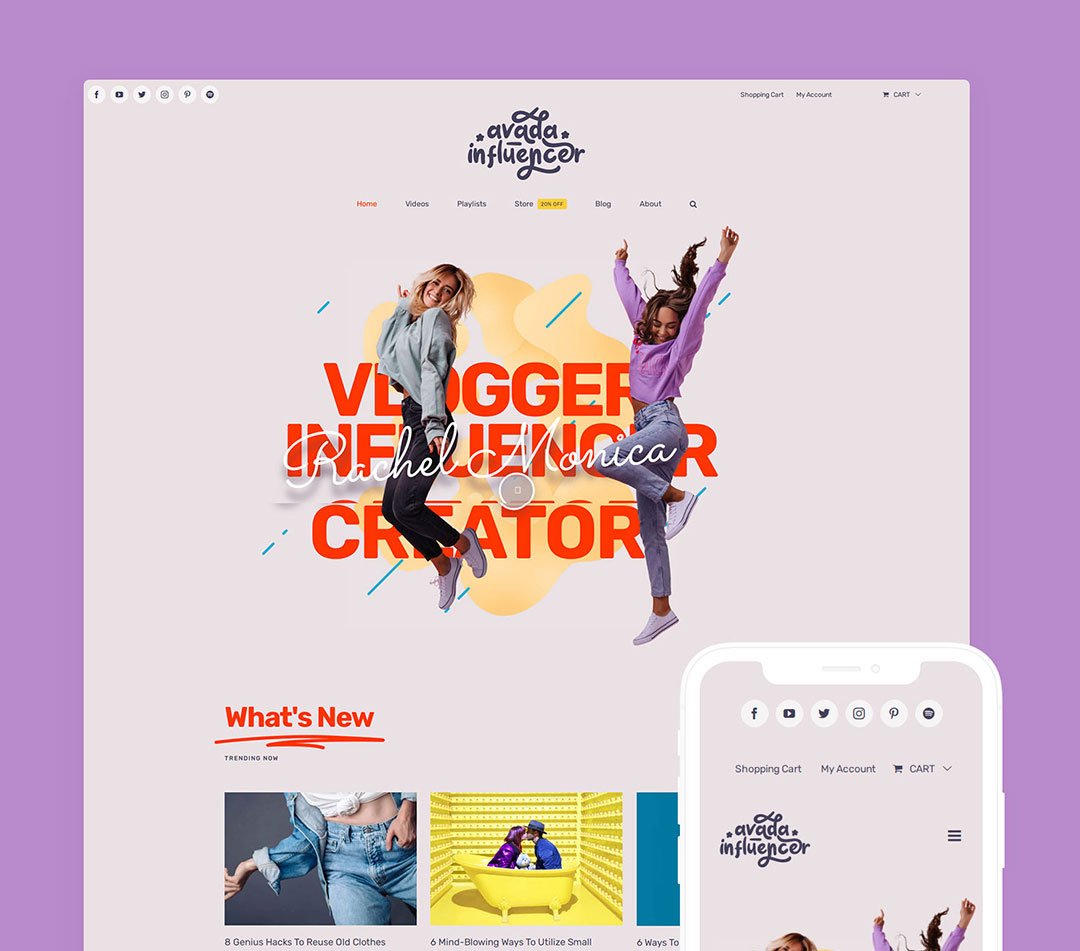 Shopping Cart My Account CART
avada
influencer
Home Videos Playlists Store 20% OFF Blog About
VLOGGER
INFLUENCER
Rachel Monica
CREATOR
What's New
TRENDING NOW
8 Genius Hacks To Reuse Old Clothes
6 Mind-Blowing Ways To Utilize Small
6 Ways To
Shopping Cart My Account CART
avada
influencer